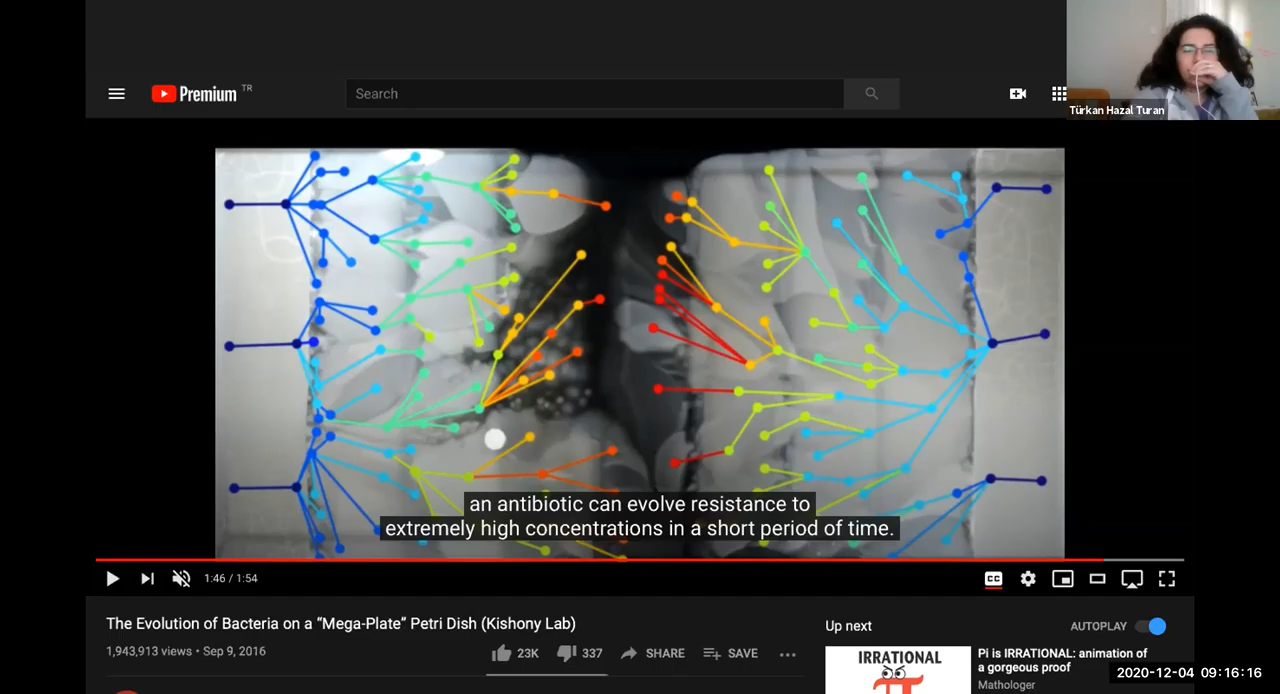 Premium TR
Search
Türkan Hazal Turan
an antibiotic can evolve resistance to
extremely high concentrations in a short period of time.
1:46 / 1:54
CC
The Evolution of Bacteria on a “Mega-Plate” Petri Dish (Kishony Lab)
1,943,913 views • Sep 9, 2016
23K
337
SHARE
SAVE
Up next
AUTOPLAY
IRRATIONAL
Pi is IRRATIONAL: animation of
a gorgeous proof
Mathologer
2020-12-04 09:16:16